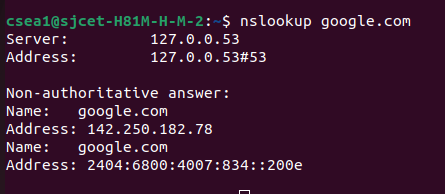 csea1@sjcet-H81M-H-M-2:~$ nslookup google.com
Server:		127.0.0.53
Address:	127.0.0.53#53

Non-authoritative answer:
Name:	google.com
Address: 142.250.182.78
Name:	google.com
Address: 2404:6800:4007:834::200e